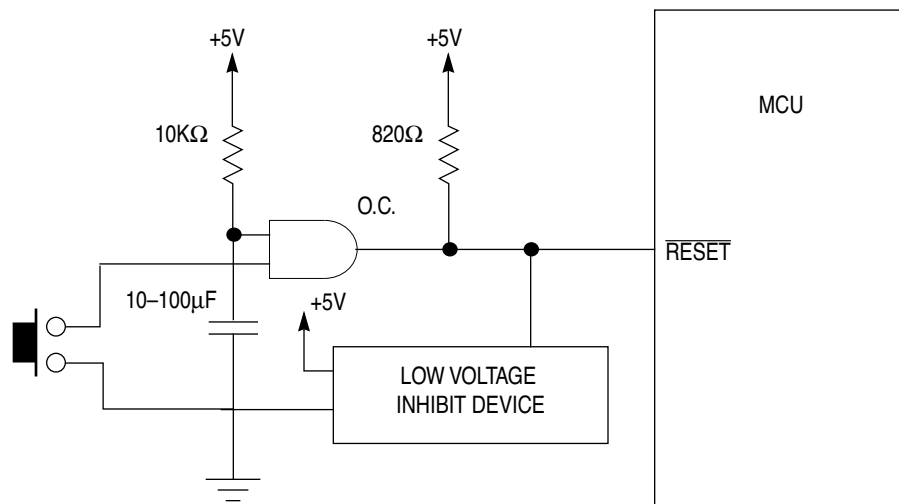 +5V
+5V
MCU
10KΩ
820Ω
O.C.
RESET
10–100μF
+5V
LOW VOLTAGE
INHIBIT DEVICE